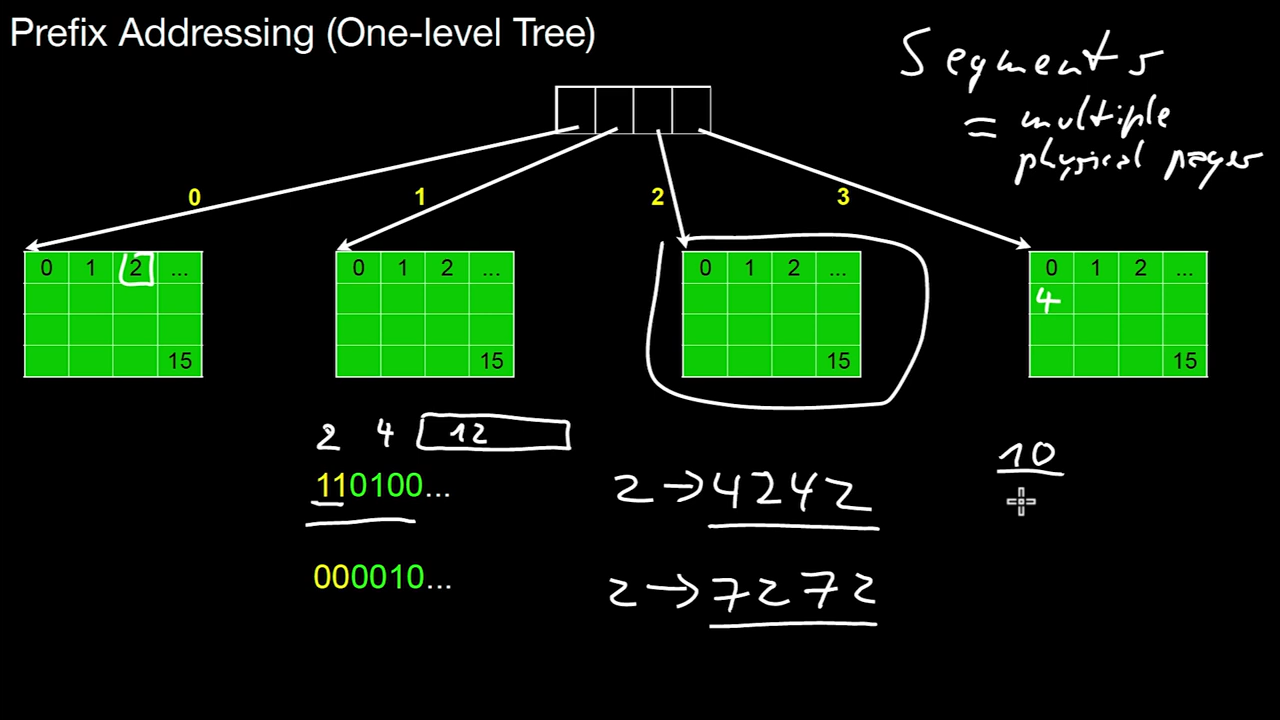 Prefix Addressing (One-level Tree)
Segments
= multiple
physical pages
0 1 2 3
0 1 2 ... 0 1 2 ... 0 1 2 ... 0 1 2 ...
4
15 15 15 15
2 4 12
110100... 2 → 4242 10
000010... 2 → 7272